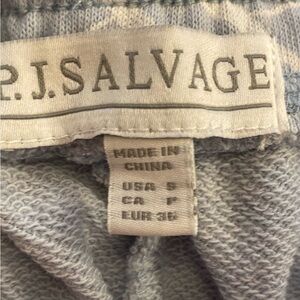 P.J.SALVAGE
MADE IN
CHINA
USA S
CA P
EUR 36